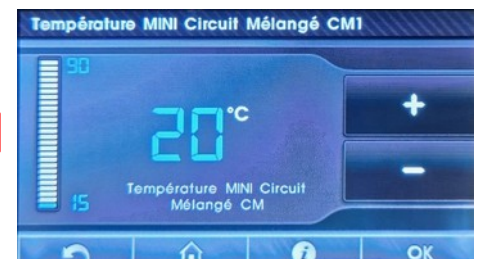 Température MINI Circuit Mélangé CM1
90
20 °C
+
-
Température MINI Circuit
Mélangé CM
15
i
OK